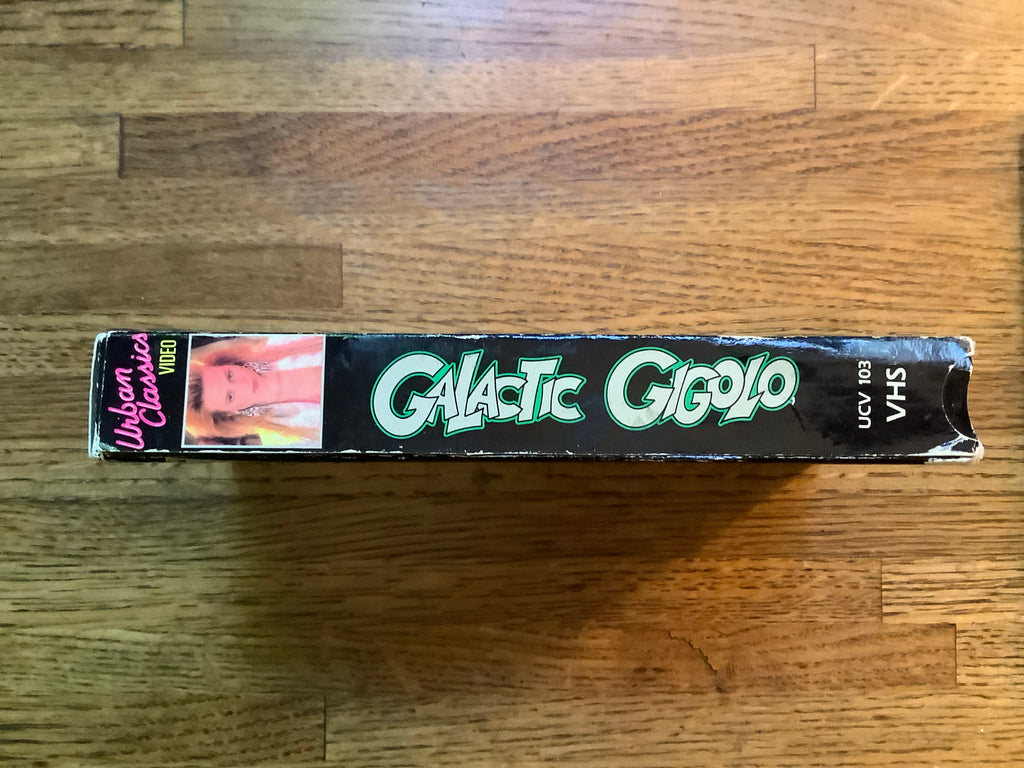 Urban
Classics
VIDEO
GALACTIC GIGOLO
UCV 103
VHS